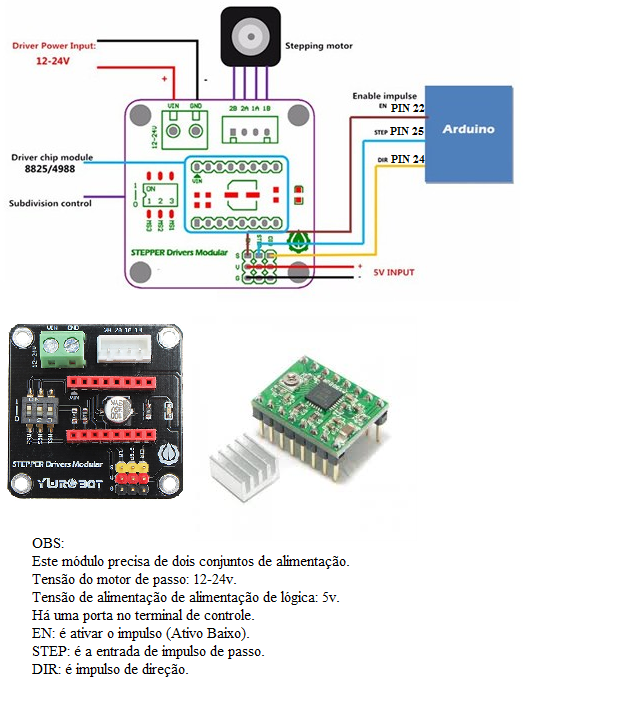 Driver Power Input:
12-24V
Stepping motor
+
-
VIN GND
2B 2A 1A 1B
12-24V
Enable impulse
EN PIN 22
STEP PIN 25
DIR PIN 24
Arduino
Driver chip module
8825/4988
Subdivision control
VIN
ON
1 2 3
1
0
MS3
MS2
MS1
STEPPER Drivers Modular
EN
STEP
DIR
S
V
G
+
5V INPUT
-
VIN GND
12-24V
STEPPER Drivers Modular
YWROBOT
OBS:
Este módulo precisa de dois conjuntos de alimentação.
Tensão do motor de passo: 12-24v.
Tensão de alimentação de alimentação de lógica: 5v.
Há uma porta no terminal de controle.
EN: é ativar o impulso (Ativo Baixo).
STEP: é a entrada de impulso de passo.
DIR: é impulso de direção.